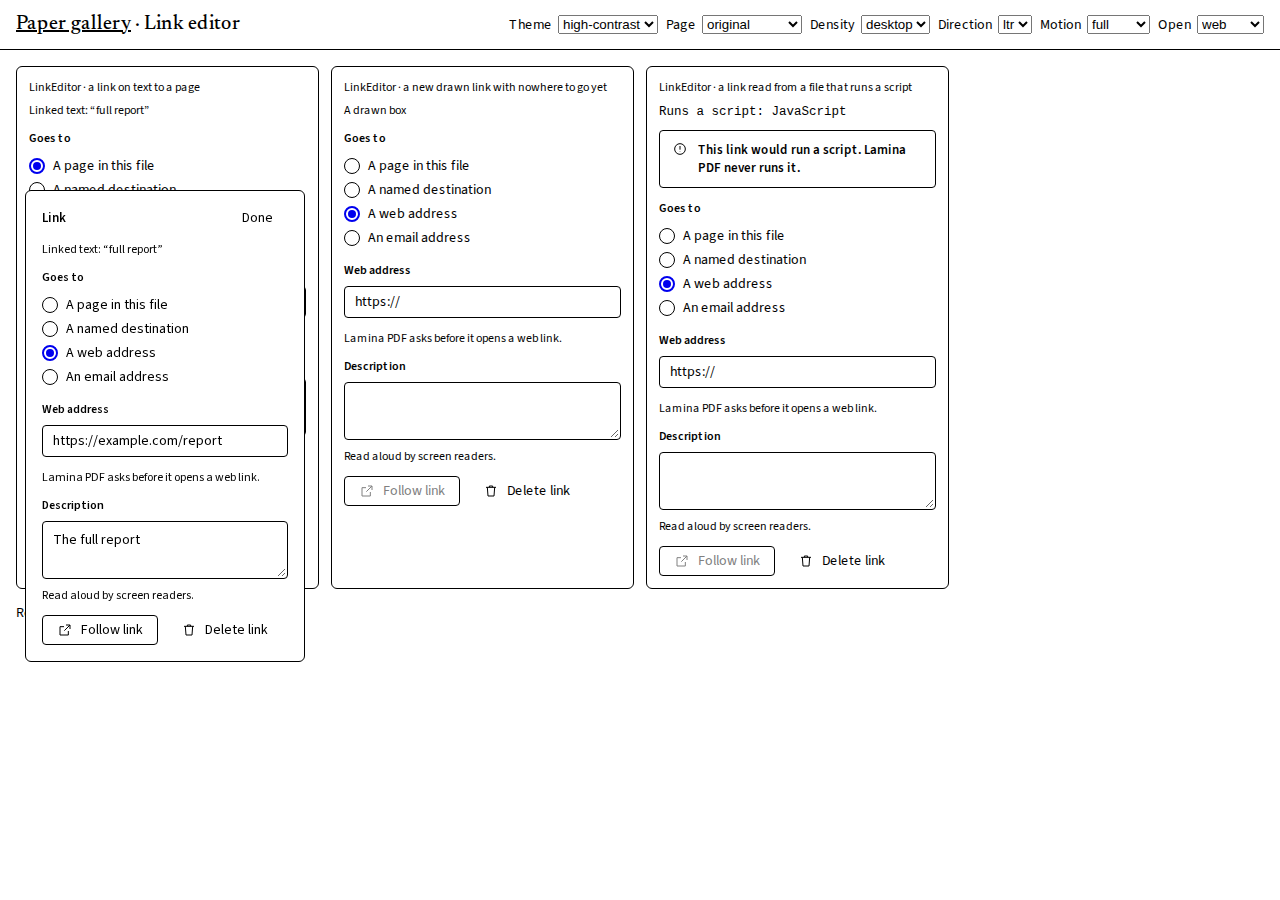 Paper gallery · Link editor
Theme high-contrast Page original Density desktop Direction ltr Motion full Open web
LinkEditor · a link on text to a page
Linked text: “full report”
Goes to
A page in this file
A named destination
Link
Done
Linked text: “full report”
Goes to
A page in this file
A named destination
A web address
An email address
Web address
https://example.com/report
Lamina PDF asks before it opens a web link.
Description
The full report
Read aloud by screen readers.
Follow link
Delete link
LinkEditor · a new drawn link with nowhere to go yet
A drawn box
Goes to
A page in this file
A named destination
A web address
An email address
Web address
https://
Lamina PDF asks before it opens a web link.
Description
Read aloud by screen readers.
Follow link
Delete link
LinkEditor · a link read from a file that runs a script
Runs a script: JavaScript
This link would run a script. Lamina
PDF never runs it.
Goes to
A page in this file
A named destination
A web address
An email address
Web address
https://
Lamina PDF asks before it opens a web link.
Description
Read aloud by screen readers.
Follow link
Delete link